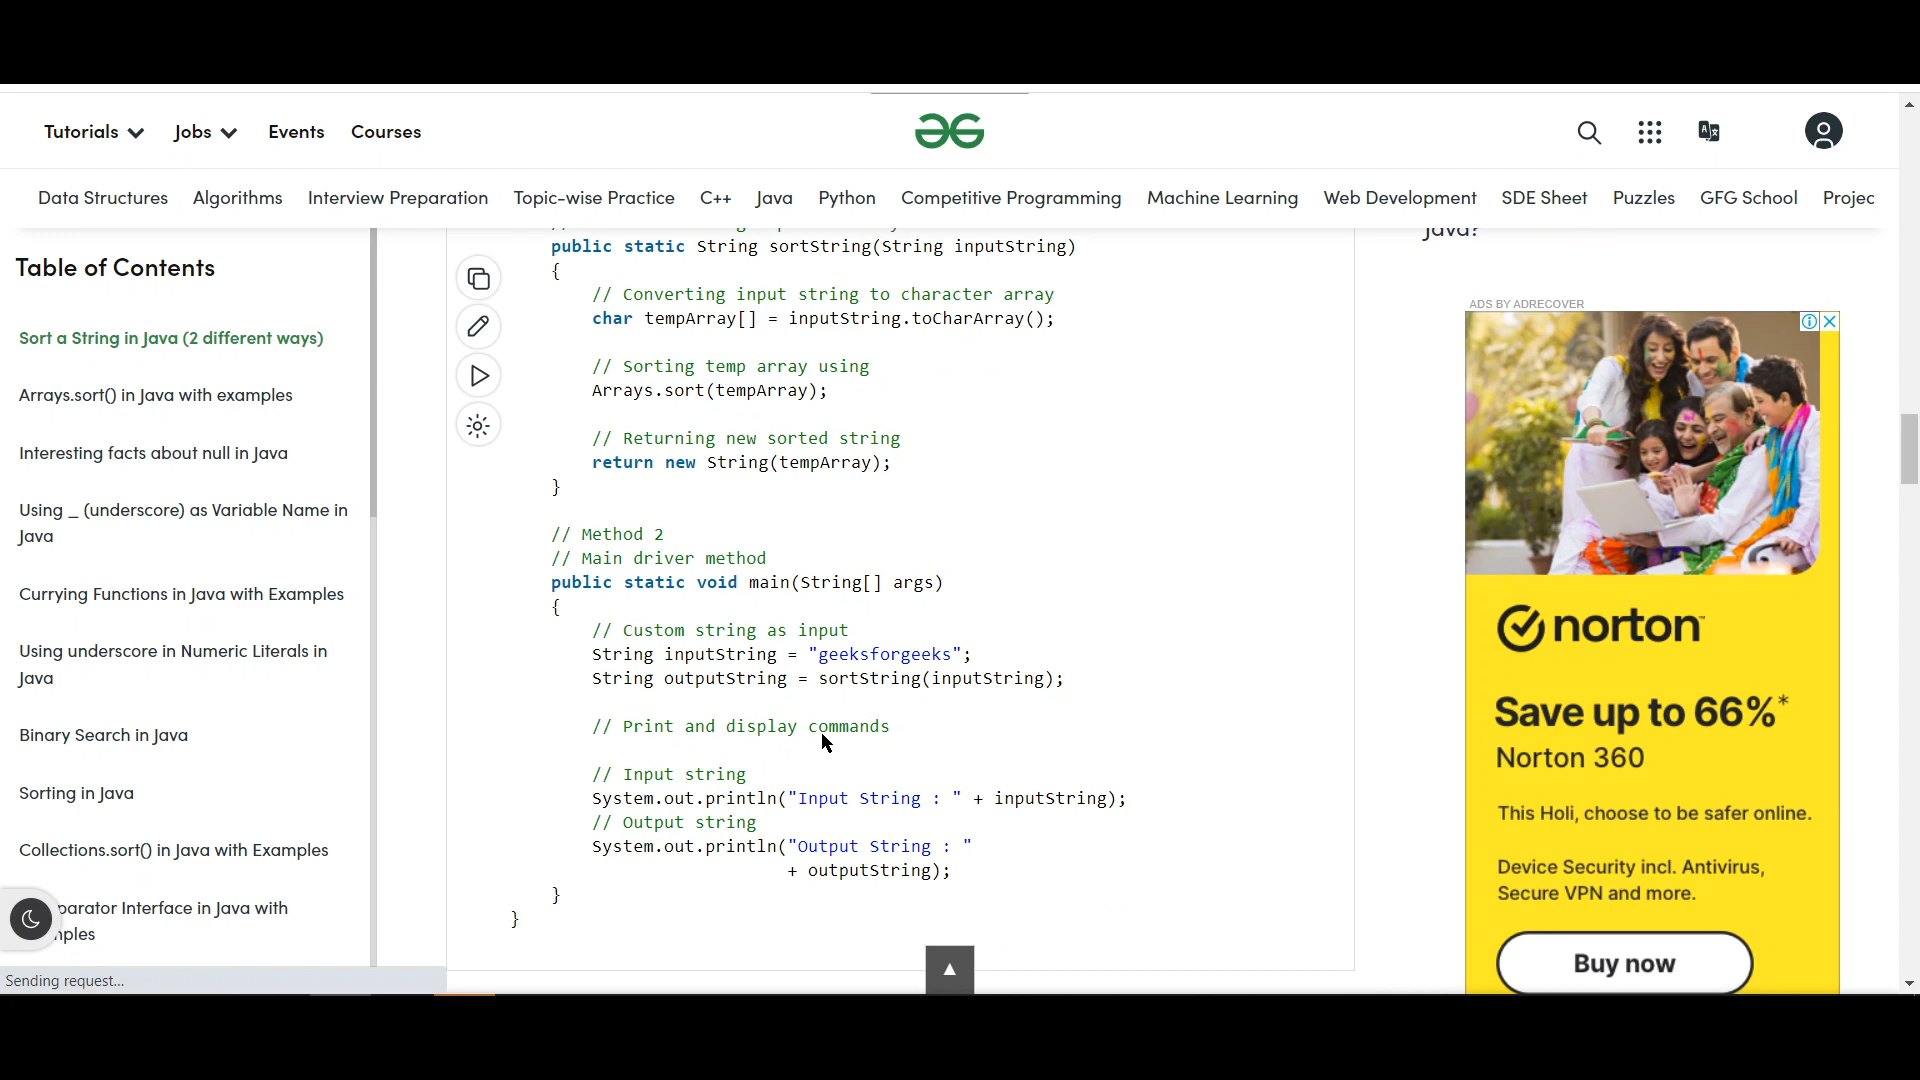 Tutorials
Jobs
Events
Courses
Data Structures
Algorithms
Interview Preparation
Topic-wise Practice
C++
Java
Python
Competitive Programming
Machine Learning
Web Development
SDE Sheet
Puzzles
GFG School
Projec
Table of Contents
Sort a String in Java (2 different ways)
Arrays.sort() in Java with examples
Interesting facts about null in Java
Using _ (underscore) as Variable Name in
Java
Currying Functions in Java with Examples
Using underscore in Numeric Literals in
Java
Binary Search in Java
Sorting in Java
Collections.sort() in Java with Examples
parator Interface in Java with
ples
Sending request...
public static String sortString(String inputString)
{
// Converting input string to character array
char tempArray[] = inputString.toCharArray();
// Sorting temp array using
Arrays.sort(tempArray);
// Returning new sorted string
return new String(tempArray);
}
// Method 2
// Main driver method
public static void main(String[] args)
{
// Custom string as input
String inputString = "geeksforgeeks";
String outputString = sortString(inputString);
// Print and display commands
// Input string
System.out.println("Input String : " + inputString);
// Output string
System.out.println("Output String : "
+ outputString);
}
}
Java?
ADS BY ADRECOVER
norton
Save up to 66%*
Norton 360
This Holi, choose to be safer online.
Device Security incl. Antivirus,
Secure VPN and more.
Buy now